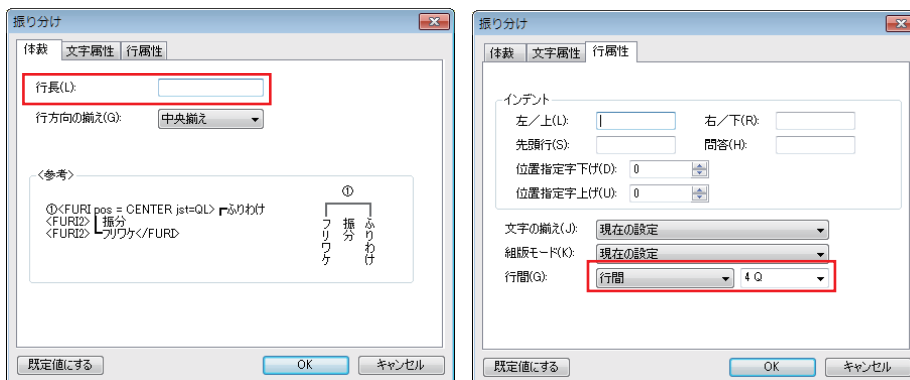 振り分け
体裁 文字属性 行属性
行長(L):
行方向の揃え(G): 中央揃え
<参考>
①<FURI pos = CENTER jst=QL>ふりわけ
<FURI2>振分
<FURI2>フリワケ</FURI>
①
ふりわけ
振分
フリワケ
既定値にする OK キャンセル
振り分け
体裁 文字属性 行属性
インデント
左/上(L): 右/下(R):
先頭行(S): 問答(H):
位置指定字下げ(D): 0
位置指定字上げ(U): 0
文字の揃え(J): 現在の設定
組版モード(K): 現在の設定
行間(G): 行間 4 Q
既定値にする OK キャンセル